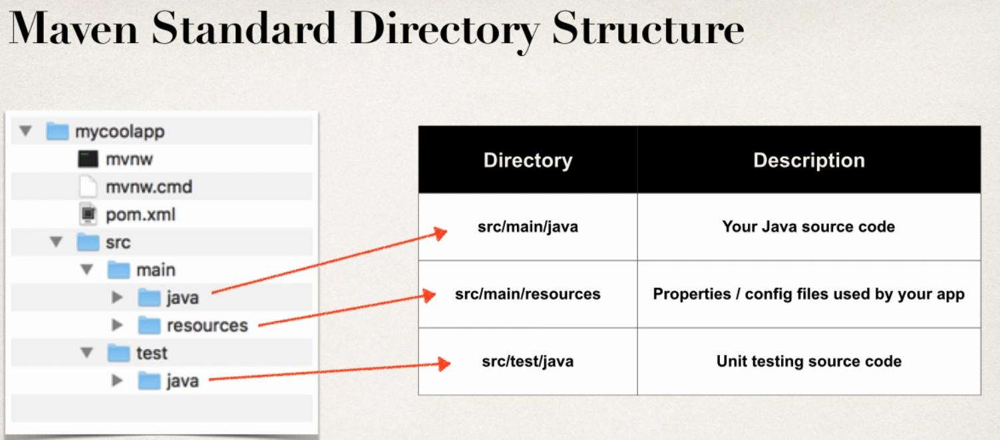 Maven Standard Directory Structure
mycoolapp
mvnw
mvnw.cmd
pom.xml
src
main
java
resources
test
java
Directory Description
src/main/java Your Java source code
src/main/resources Properties / config files used by your app
src/test/java Unit testing source code